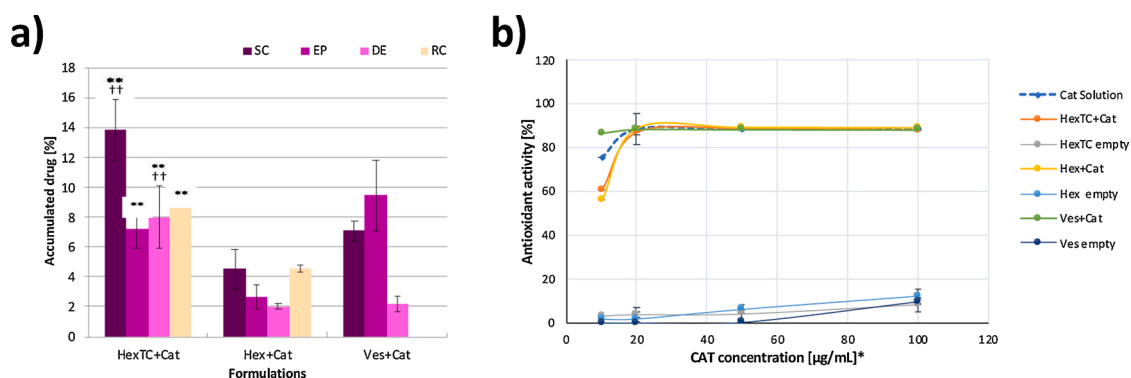 a)
SC EP DE RC
18
16
14
12
10
8
6
4
2
0
Accumulated drug [%]
**
††
**
**
††
**
HexTC+Cat Hex+Cat Ves+Cat
Formulations
b)
120
100
80
60
40
20
0
Antioxidant activity [%]
0 20 40 60 80 100 120
CAT concentration [µg/mL]*
Cat Solution
HexTC+Cat
HexTC empty
Hex+Cat
Hex empty
Ves+Cat
Ves empty